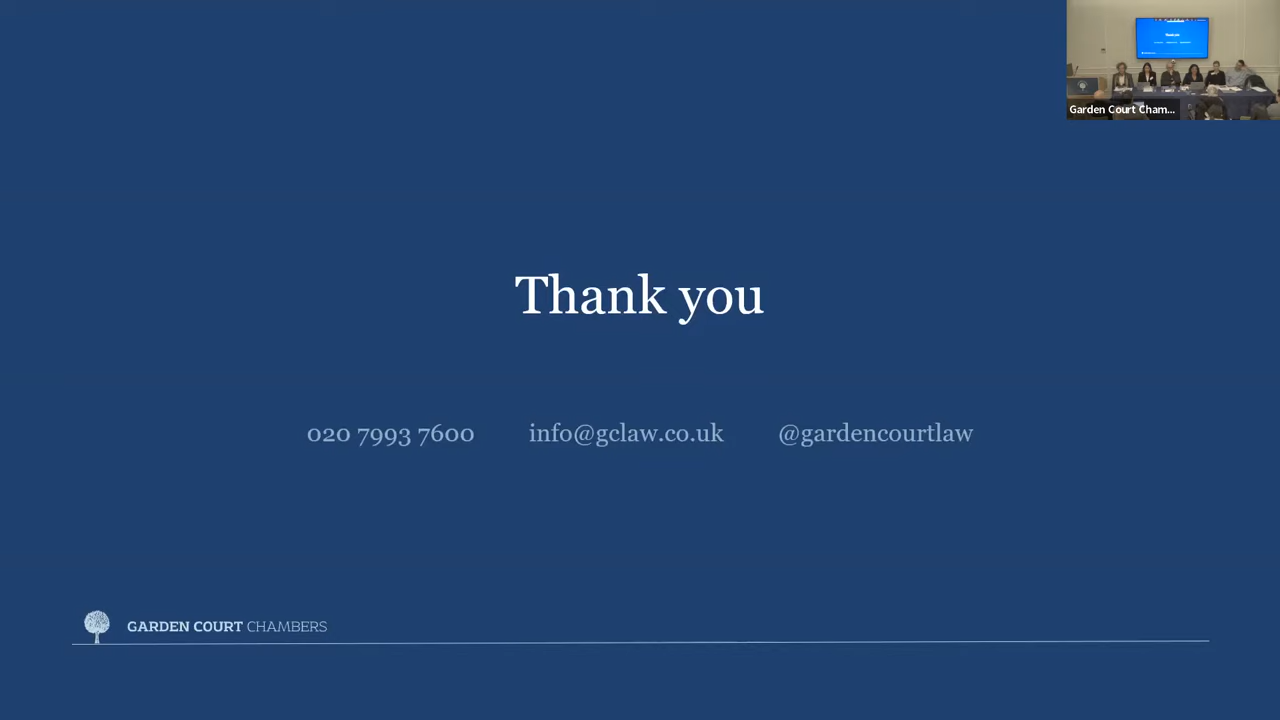 Garden Court Cham...
Thank you
020 7993 7600 info@gclaw.co.uk @gardencourtlaw
GARDEN COURT CHAMBERS